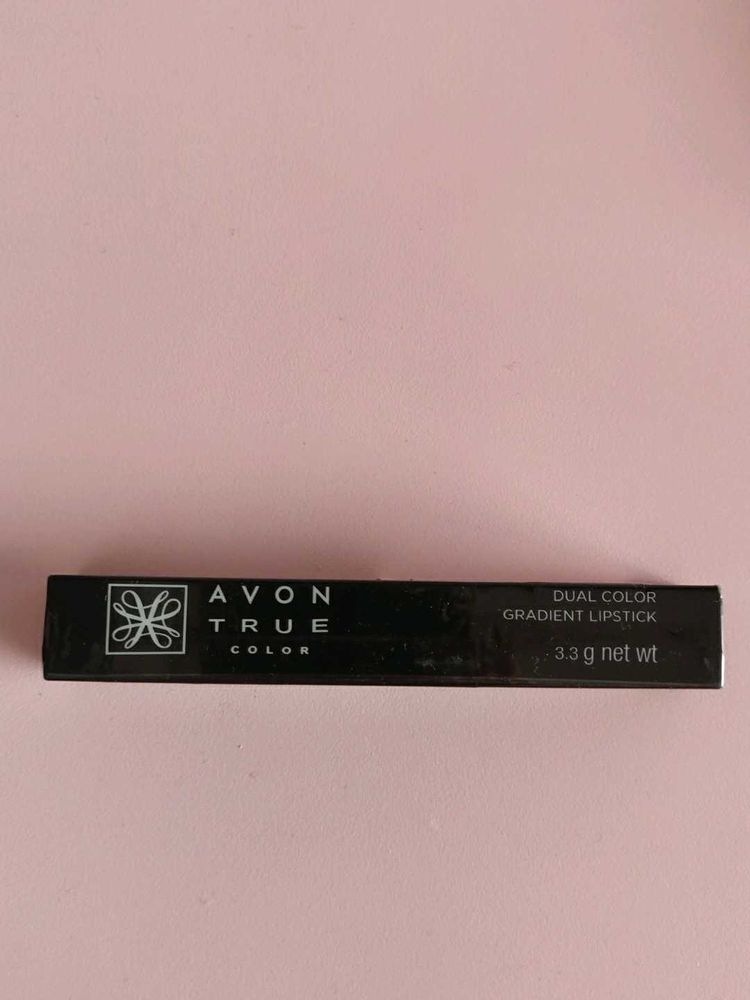 AVON
TRUE
COLOR
DUAL COLOR
GRADIENT LIPSTICK
3.3 g net wt